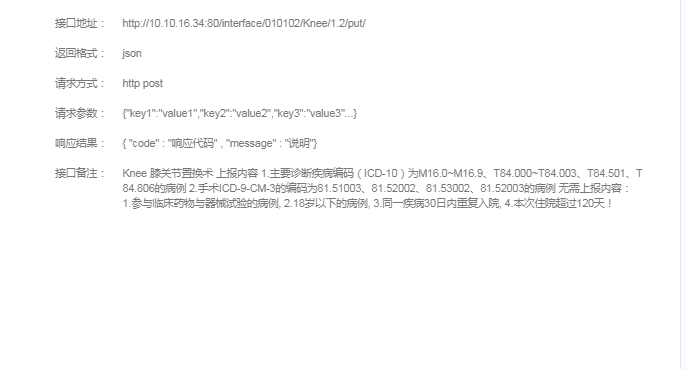 接口地址： http://10.10.16.34:80/interface/010102/Knee/1.2/put/
返回格式： json
请求方式： http post
请求参数： {"key1":"value1","key2":"value2","key3":"value3"...}
响应结果： { "code" : "响应代码" , "message" : "说明"}
接口备注： Knee 膝关节置换术 上报内容 1.主要诊断疾病编码（ICD-10）为M16.0~M16.9、T84.000~T84.003、T84.501、T
84.806的病例 2.手术ICD-9-CM-3的编码为81.51003、81.52002、81.53002、81.52003的病例 无需上报内容：
1.参与临床药物与器械试验的病例, 2.18岁以下的病例, 3.同一疾病30日内重复入院, 4.本次住院超过120天！